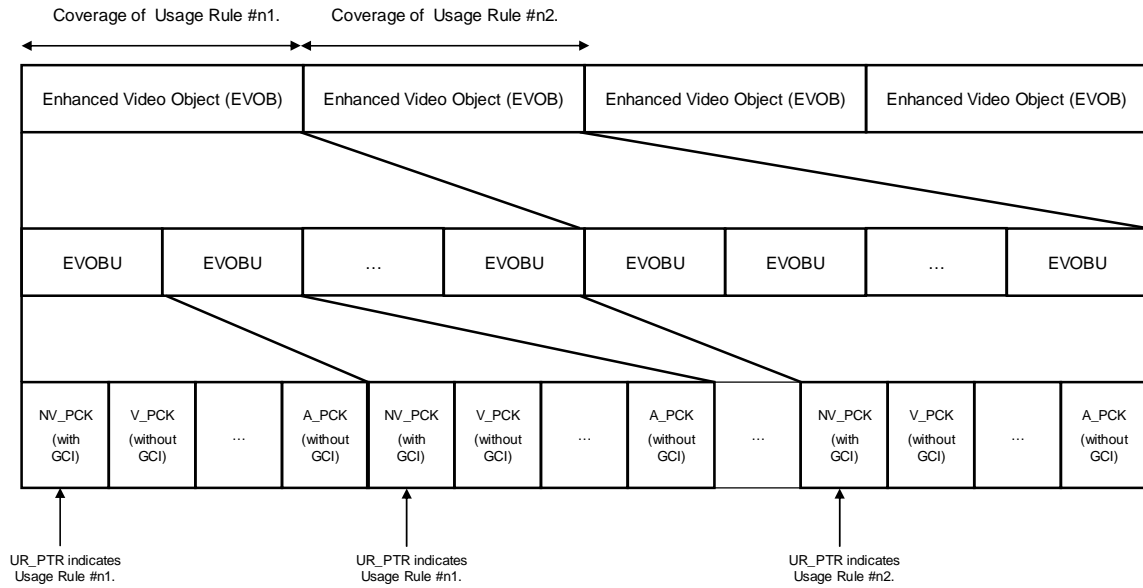 Coverage of Usage Rule #n1.
Coverage of Usage Rule #n2.
Enhanced Video Object (EVOB)
Enhanced Video Object (EVOB)
Enhanced Video Object (EVOB)
Enhanced Video Object (EVOB)
EVOBU
EVOBU
…
EVOBU
EVOBU
EVOBU
…
EVOBU
NV_PCK
(with
GCI)
V_PCK
(without
GCI)
…
A_PCK
(without
GCI)
NV_PCK
(with
GCI)
V_PCK
(without
GCI)
…
A_PCK
(without
GCI)
…
NV_PCK
(with
GCI)
V_PCK
(without
GCI)
…
A_PCK
(without
GCI)
UR_PTR indicates
Usage Rule #n1.
UR_PTR indicates
Usage Rule #n1.
UR_PTR indicates
Usage Rule #n2.